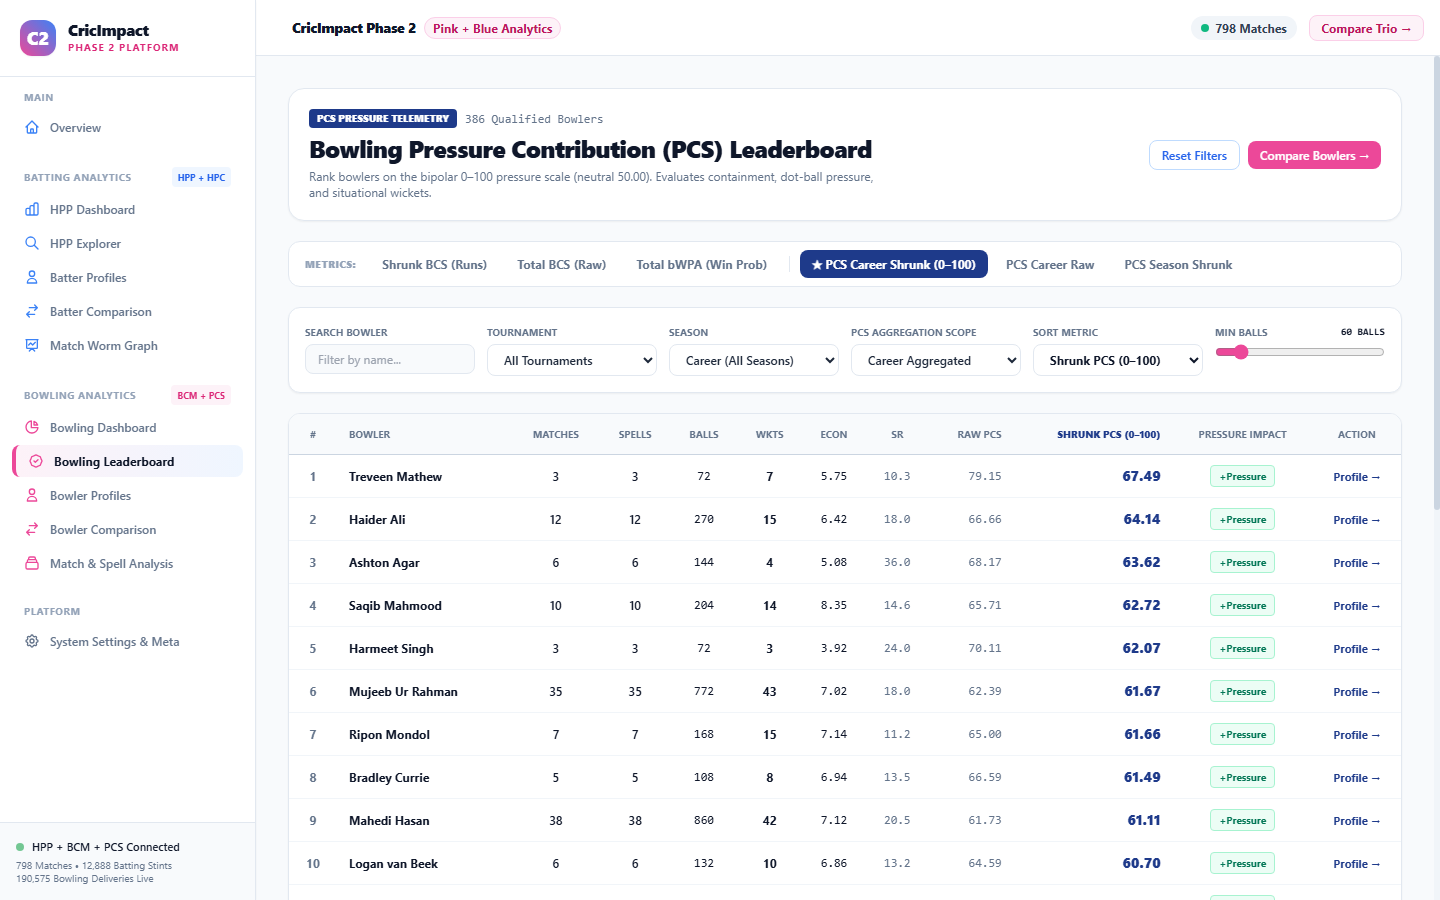 C2
CricImpact
PHASE 2 PLATFORM
MAIN
Overview
BATTING ANALYTICS HPP + HPC
HPP Dashboard
HPP Explorer
Batter Profiles
Batter Comparison
Match Worm Graph
BOWLING ANALYTICS BCM + PCS
Bowling Dashboard
Bowling Leaderboard
Bowler Profiles
Bowler Comparison
Match & Spell Analysis
PLATFORM
System Settings & Meta
HPP + BCM + PCS Connected
798 Matches • 12,888 Batting Stints
190,575 Bowling Deliveries Live
CricImpact Phase 2 Pink + Blue Analytics 798 Matches Compare Trio →
PCS PRESSURE TELEMETRY 386 Qualified Bowlers
Bowling Pressure Contribution (PCS) Leaderboard
Rank bowlers on the bipolar 0–100 pressure scale (neutral 50.00). Evaluates containment, dot-ball pressure,
and situational wickets.
Reset Filters Compare Bowlers →
METRICS: Shrunk BCS (Runs) Total BCS (Raw) Total bWPA (Win Prob) ★ PCS Career Shrunk (0–100) PCS Career Raw PCS Season Shrunk
SEARCH BOWLER TOURNAMENT SEASON PCS AGGREGATION SCOPE SORT METRIC MIN BALLS 60 BALLS
Filter by name... All Tournaments Career (All Seasons) Career Aggregated Shrunk PCS (0–100)
# BOWLER MATCHES SPELLS BALLS WKTS ECON SR RAW PCS SHRUNK PCS (0–100) PRESSURE IMPACT ACTION
1 Treveen Mathew 3 3 72 7 5.75 10.3 79.15 67.49 +Pressure Profile →
2 Haider Ali 12 12 270 15 6.42 18.0 66.66 64.14 +Pressure Profile →
3 Ashton Agar 6 6 144 4 5.08 36.0 68.17 63.62 +Pressure Profile →
4 Saqib Mahmood 10 10 204 14 8.35 14.6 65.71 62.72 +Pressure Profile →
5 Harmeet Singh 3 3 72 3 3.92 24.0 70.11 62.07 +Pressure Profile →
6 Mujeeb Ur Rahman 35 35 772 43 7.02 18.0 62.39 61.67 +Pressure Profile →
7 Ripon Mondol 7 7 168 15 7.14 11.2 65.00 61.66 +Pressure Profile →
8 Bradley Currie 5 5 108 8 6.94 13.5 66.59 61.49 +Pressure Profile →
9 Mahedi Hasan 38 38 860 42 7.12 20.5 61.73 61.11 +Pressure Profile →
10 Logan van Beek 6 6 132 10 6.86 13.2 64.59 60.70 +Pressure Profile →